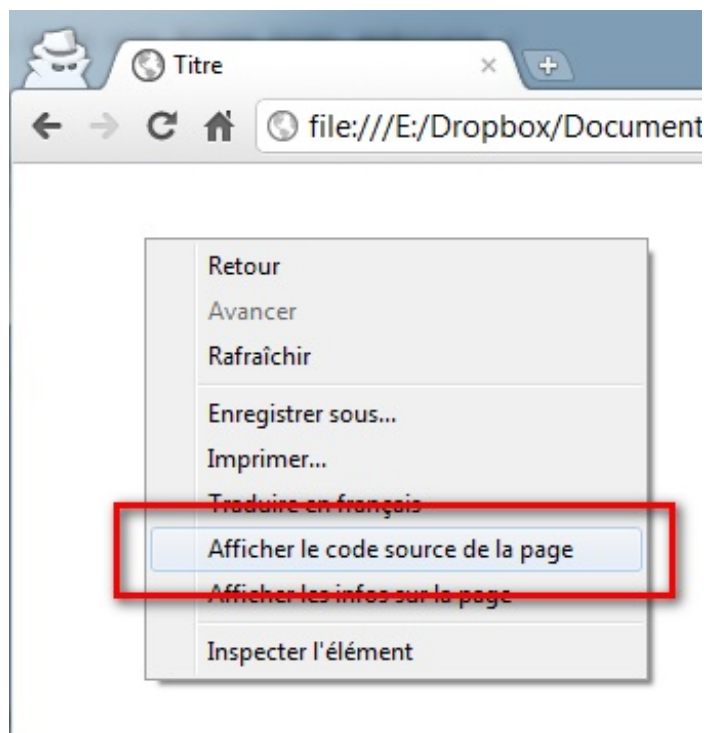 Titre
file:///E:/Dropbox/Document
Retour
Avancer
Rafraîchir
Enregistrer sous...
Imprimer...
Traduire en français
Afficher le code source de la page
Afficher les infos sur la page
Inspecter l'élément